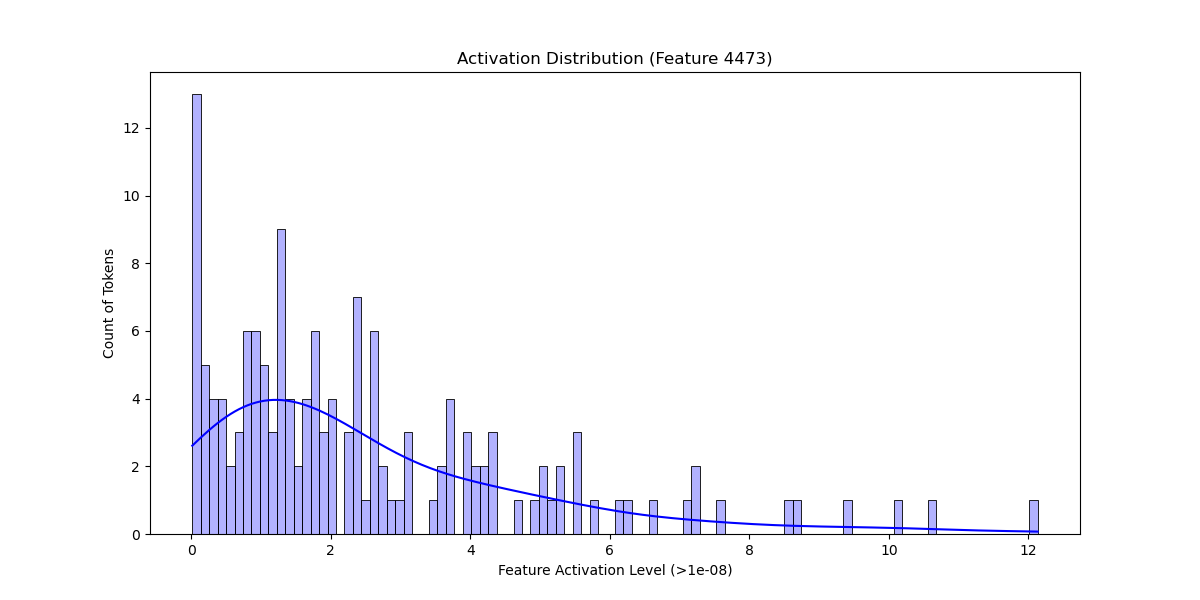 Activation Distribution (Feature 4473)
Count of Tokens
12
10
8
6
4
2
0
0 2 4 6 8 10 12
Feature Activation Level (>1e-08)